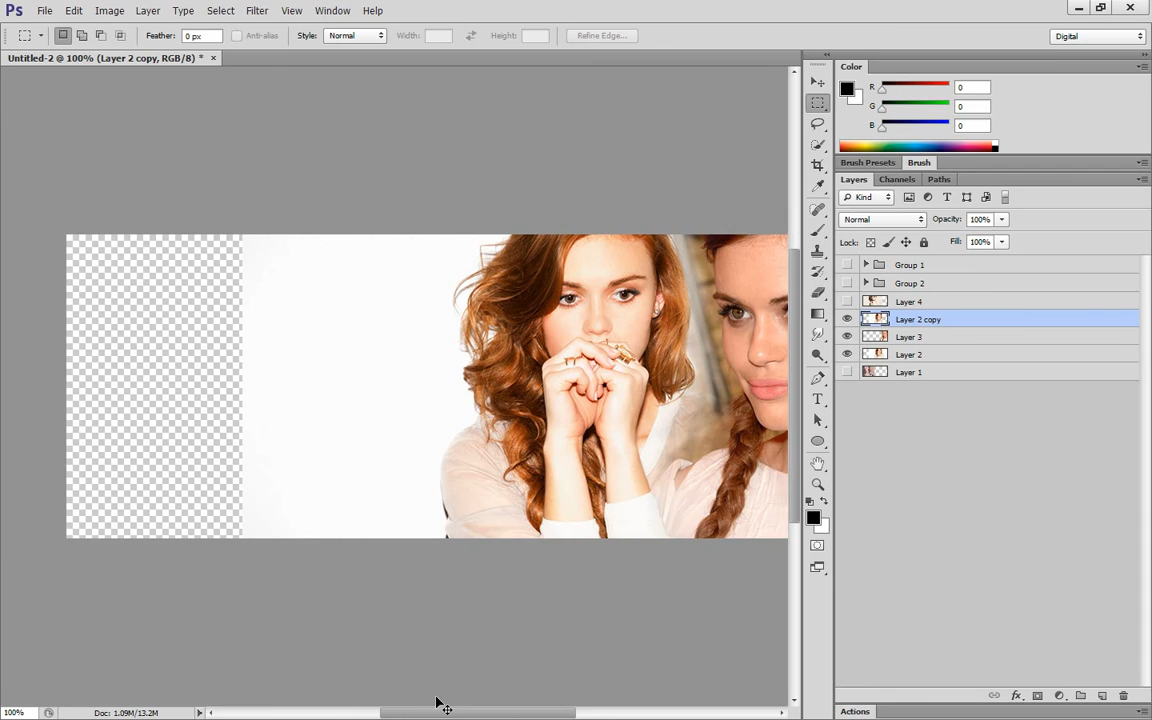 Ps File Edit Image Layer Type Select Filter View Window Help
Feather: 0 px Anti-alias Style: Normal Width: Height: Refine Edge... Digital
Untitled-2 @ 100% (Layer 2 copy, RGB/8) * ×
Color
R 0
G 0
B 0
Brush Presets Brush
Layers Channels Paths
Kind
Normal Opacity: 100%
Lock: Fill: 100%
Group 1
Group 2
Layer 4
Layer 2 copy
Layer 3
Layer 2
Layer 1
100% Doc: 1.09M/13.2M
Actions